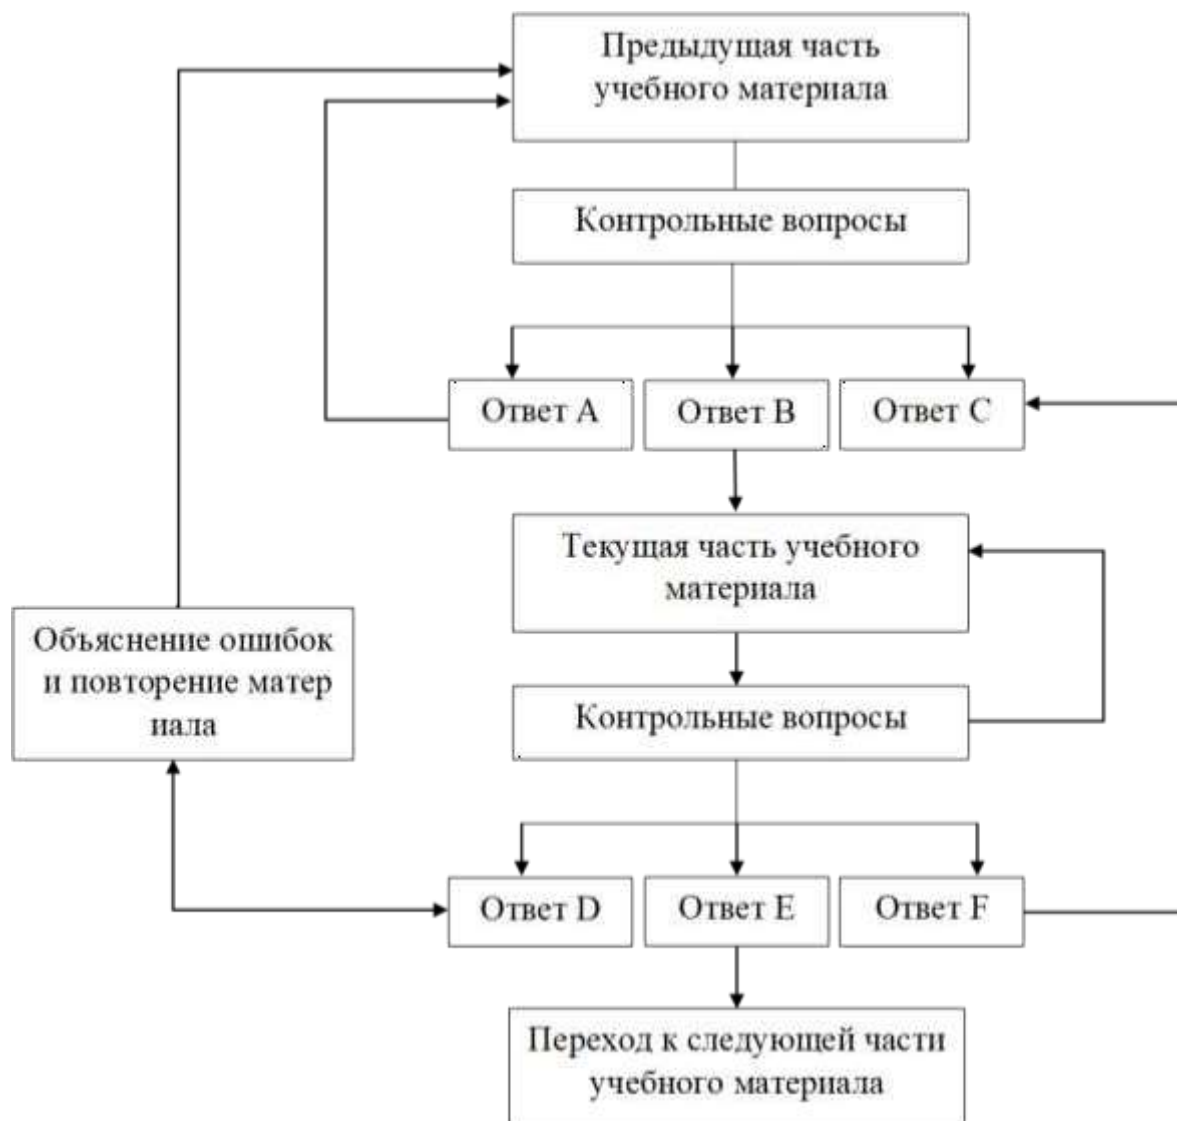 Предыдущая часть
учебного материала
Контрольные вопросы
Ответ A
Ответ B
Ответ C
Текущая часть учебного
материала
Объяснение ошибок
и повторение матер
иала
Контрольные вопросы
Ответ D
Ответ E
Ответ F
Переход к следующей части
учебного материала